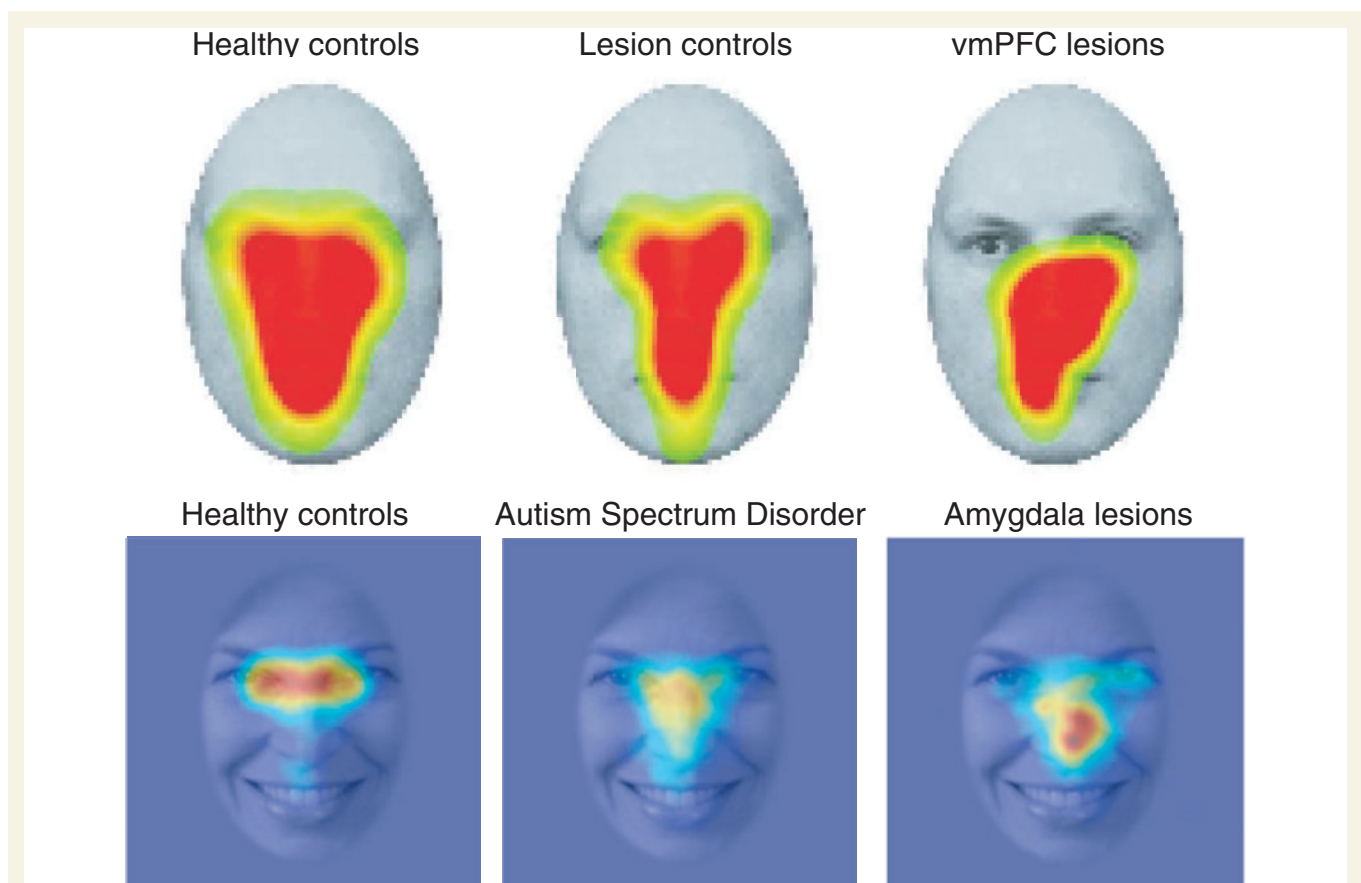 Healthy controls Lesion controls vmPFC lesions
Healthy controls Autism Spectrum Disorder Amygdala lesions